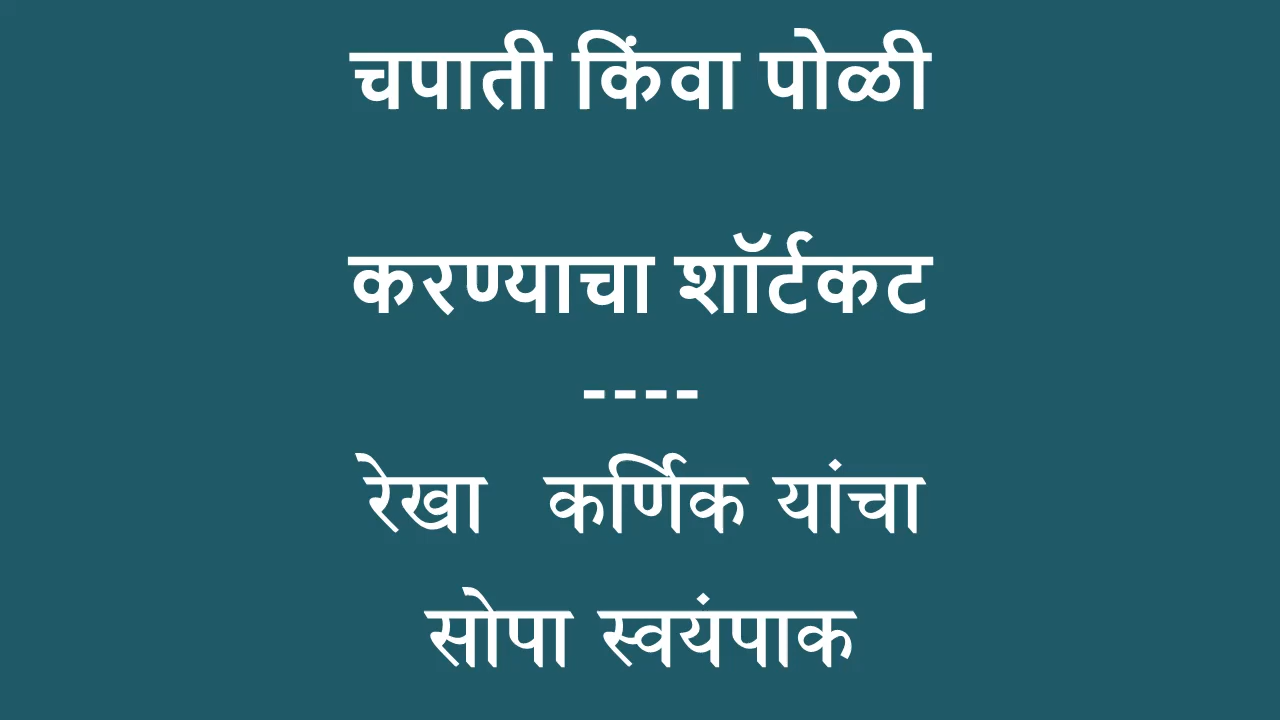 चपाती किंवा पोळी
करण्याचा शॉर्टकट
----
रेखा कर्णिक यांचा
सोपा स्वयंपाक